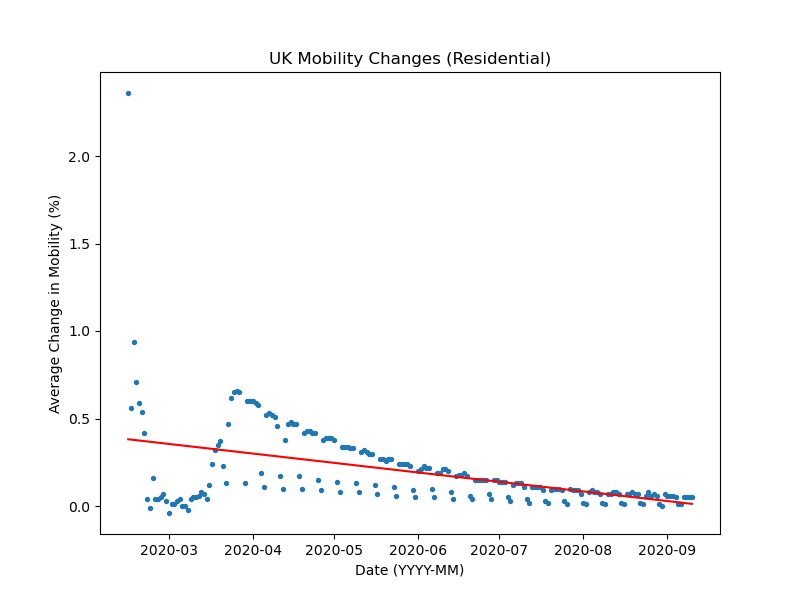 UK Mobility Changes (Residential)
2.0
1.5
1.0
0.5
0.0
Average Change in Mobility (%)
2020-03 2020-04 2020-05 2020-06 2020-07 2020-08 2020-09
Date (YYYY-MM)